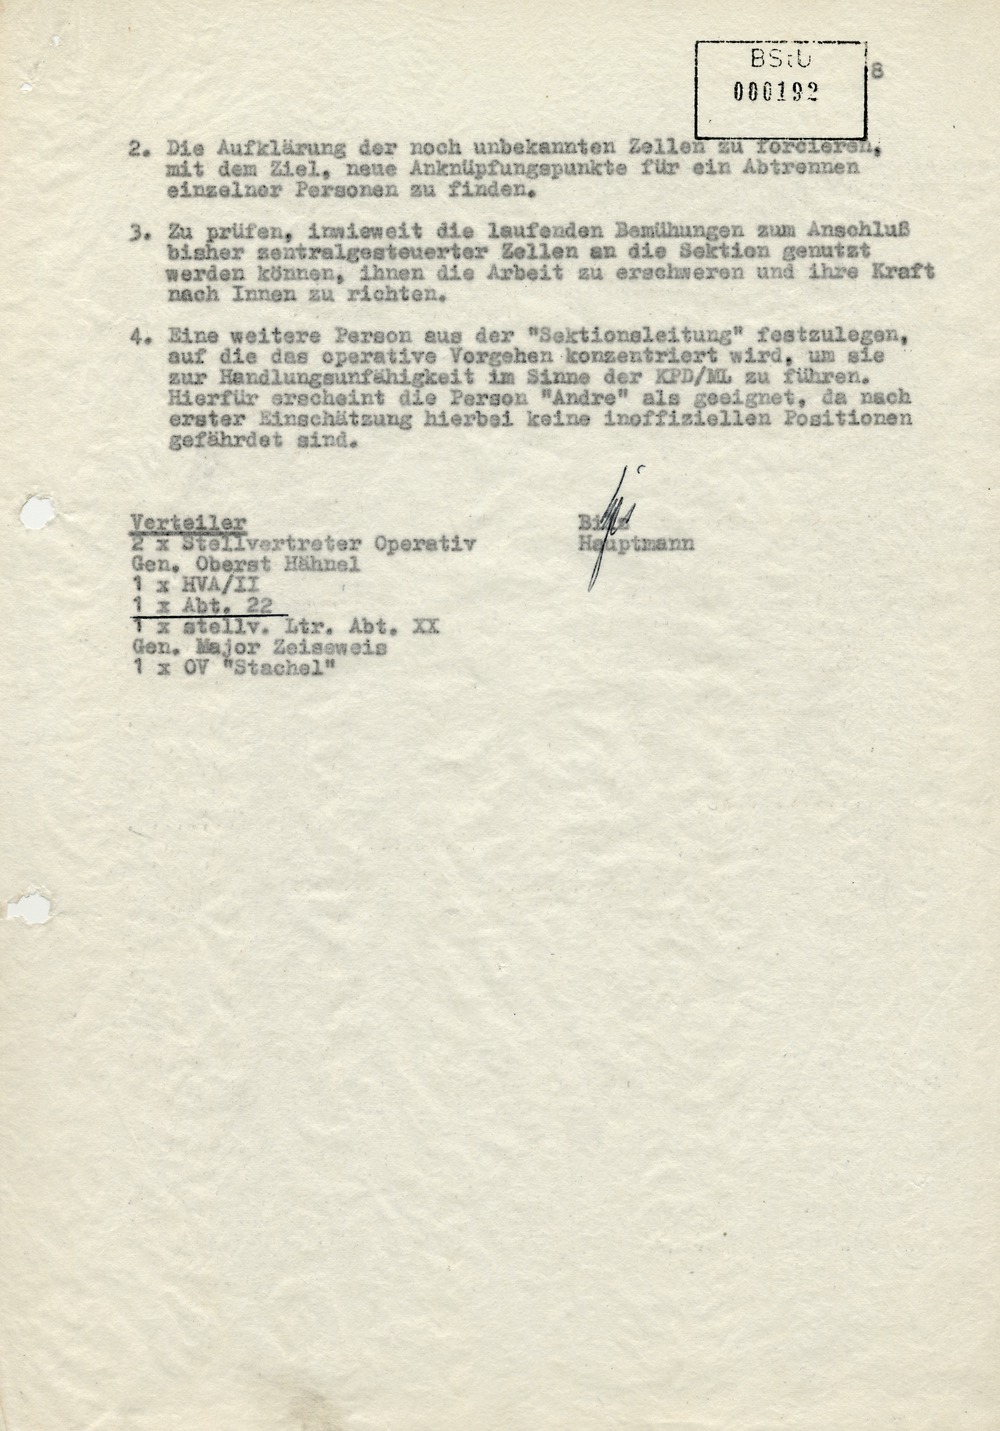 BStU
000192
8
2. Die Aufklärung der noch unbekannten Zellen zu forcieren,
mit dem Ziel, neue Anknüpfungspunkte für ein Abtrennen
einzelner Personen zu finden.
3. Zu prüfen, inwieweit die laufenden Bemühungen zum Anschluß
bisher zentralgesteuerter Zellen an die Sektion genutzt
werden können, ihnen die Arbeit zu erschweren und ihre Kraft
nach Innen zu richten.
4. Eine weitere Person aus der "Sektionsleitung" festzulegen,
auf die das operative Vorgehen konzentriert wird, um sie
zur Handlungsunfähigkeit im Sinne der KPD/ML zu führen.
Hierfür erscheint die Person "Andre" als geeignet, da nach
erster Einschätzung hierbei keine inoffiziellen Positionen
gefährdet sind.
Verteiler
2 x Stellvertreter Operativ
Gen. Oberst Hähnel
1 x HVA/II
1 x Abt. 22
1 x stellv. Ltr. Abt. XX
Gen. Major Zeiseweis
1 x OV "Stachel"
Hauptmann